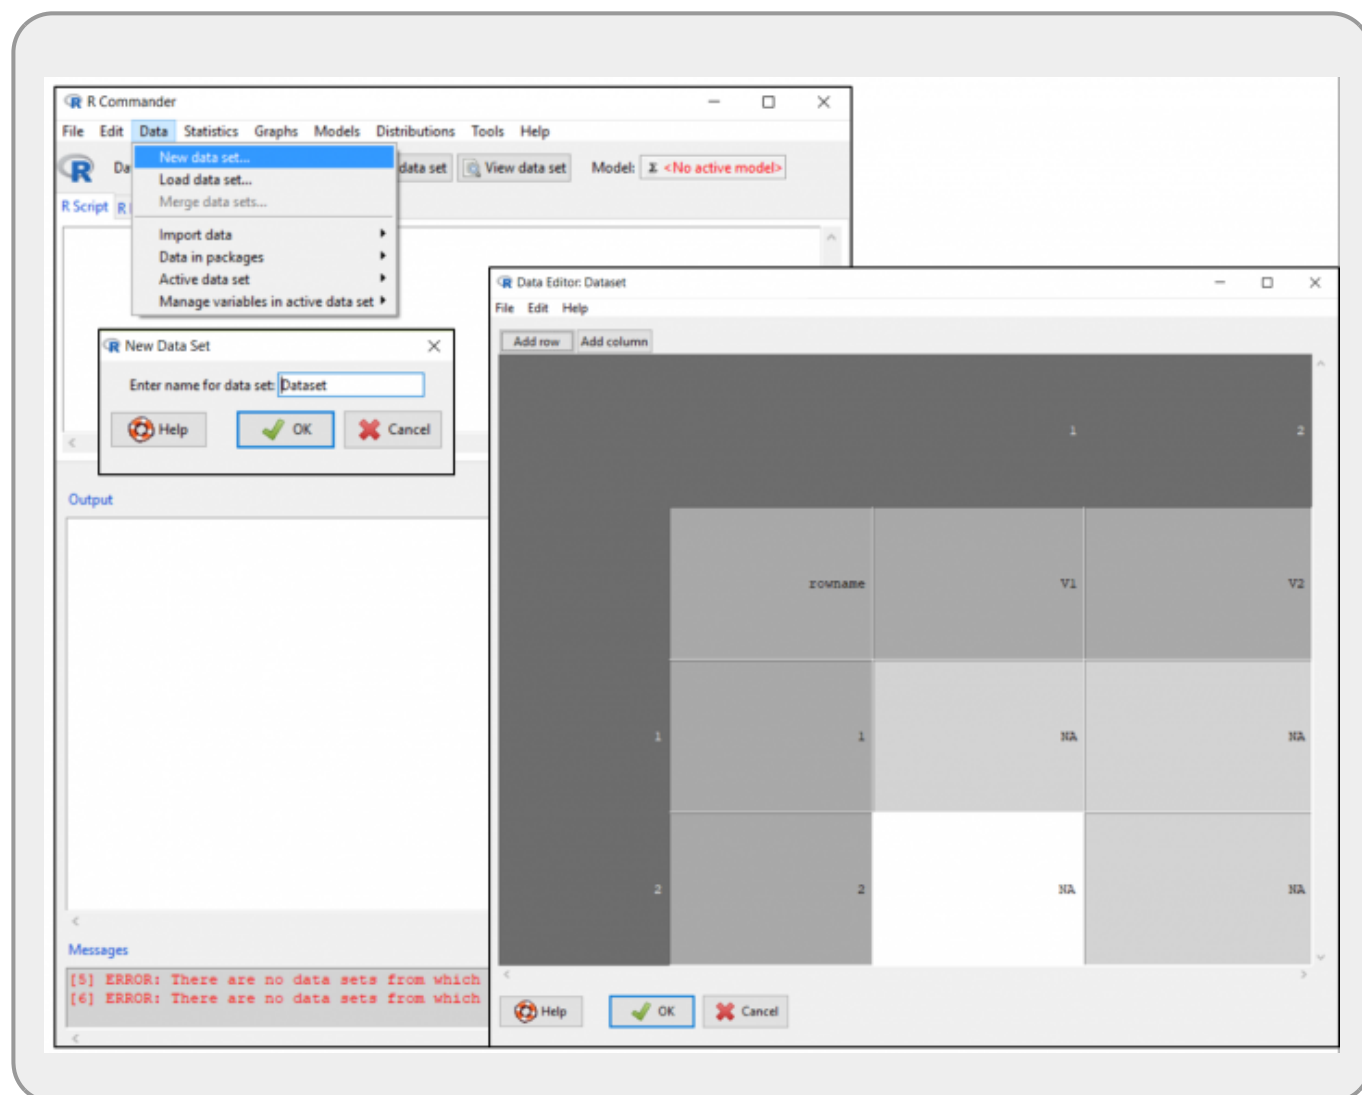 R Commander
File Edit Data Statistics Graphs Models Distributions Tools Help
New data set...
Da
data set
View data set
Model: Σ <No active model>
Load data set...
Merge data sets...
R Script R
Import data
Data in packages
Active data set
Manage variables in active data set
New Data Set
Enter name for data set: Dataset
Help OK Cancel
Output
Messages
[5] ERROR: There are no data sets from which
[6] ERROR: There are no data sets from which
Data Editor: Dataset
File Edit Help
Add row Add column
1 2
rowname V1 V2
1 1 NA NA
2 2 NA NA
Help OK Cancel